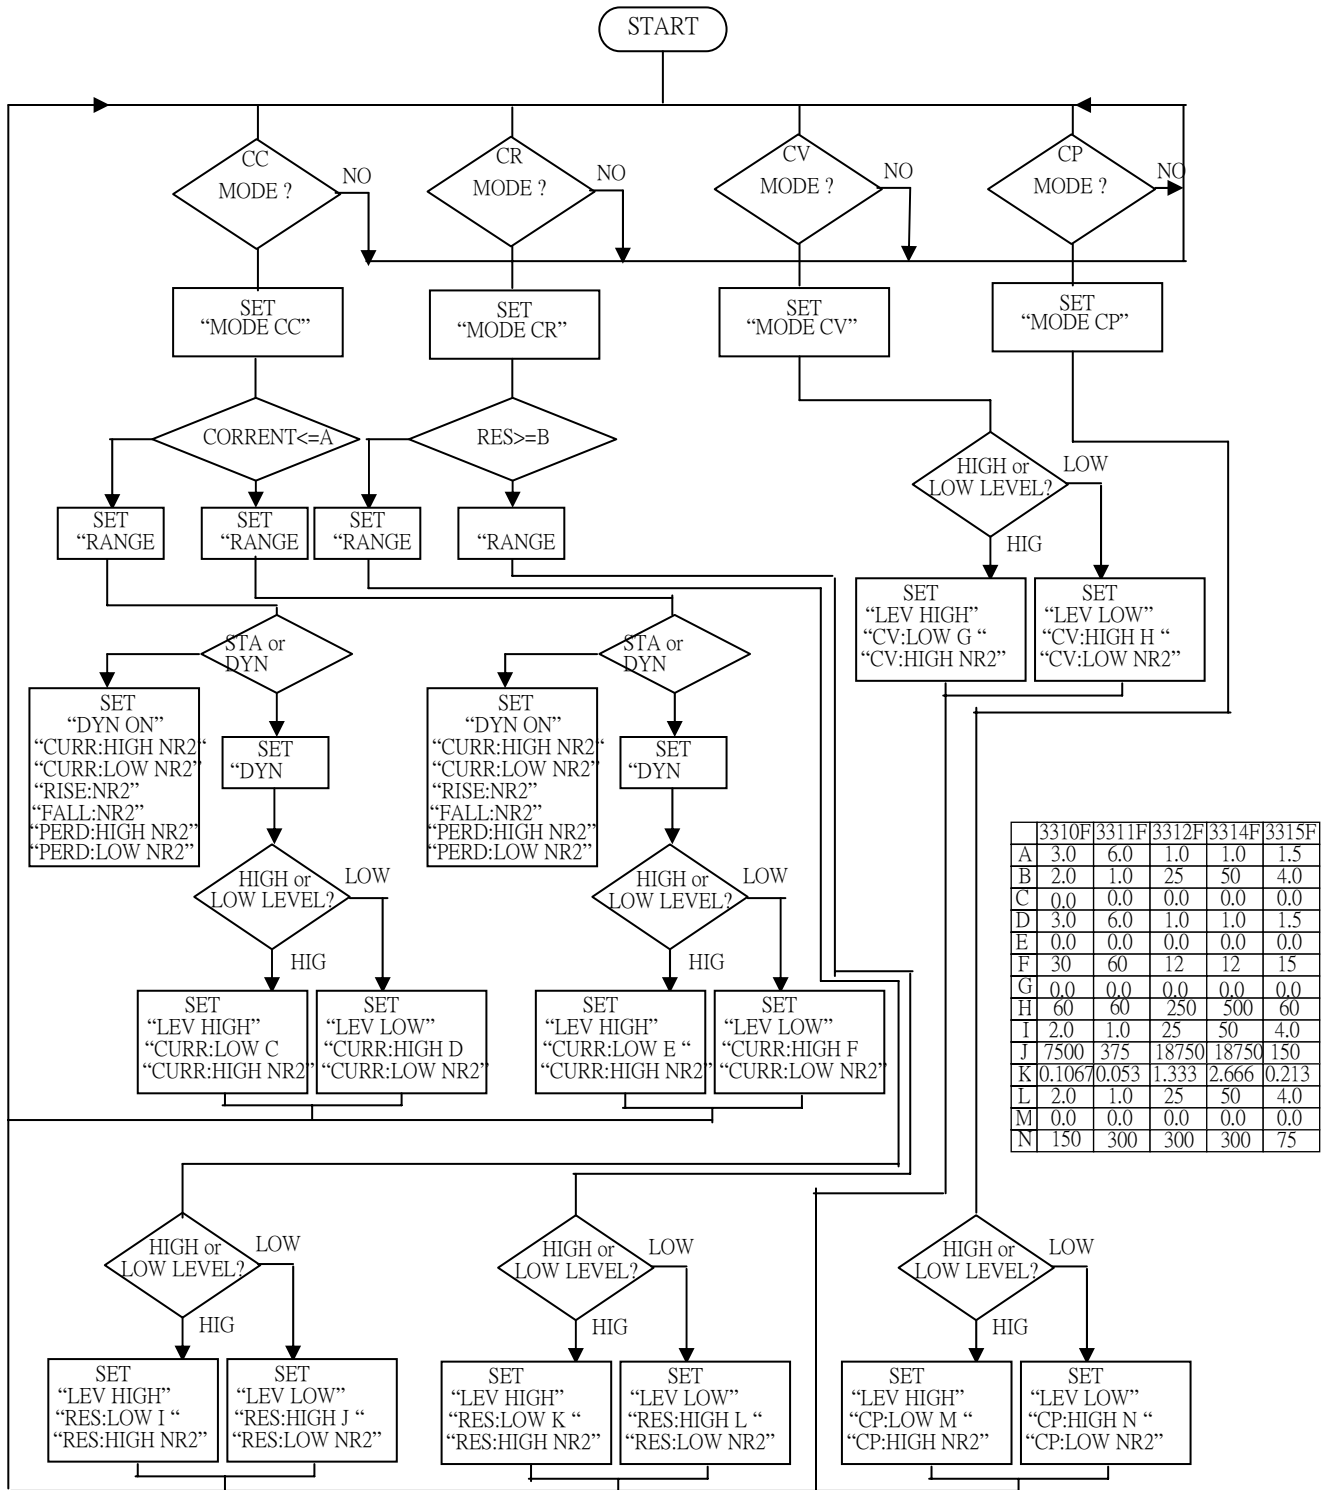 START
CC
MODE ?
NO
CR
MODE ?
NO
CV
MODE ?
NO
CP
MODE ?
NO
SET
“MODE CC”
SET
“MODE CR”
SET
“MODE CV”
SET
“MODE CP”
CORRENT<=A
RES>=B
HIGH or
LOW LEVEL?
LOW
HIG
SET
“RANGE
SET
“RANGE
SET
“RANGE
“RANGE
SET
“LEV HIGH”
“CV:LOW G “
“CV:HIGH NR2”
SET
“LEV LOW”
“CV:HIGH H “
“CV:LOW NR2”
STA or
DYN
STA or
DYN
SET
“DYN ON”
“CURR:HIGH NR2“
“CURR:LOW NR2”
“RISE:NR2”
“FALL:NR2”
“PERD:HIGH NR2”
“PERD:LOW NR2”
SET
“DYN
SET
“DYN ON”
“CURR:HIGH NR2“
“CURR:LOW NR2”
“RISE:NR2”
“FALL:NR2”
“PERD:HIGH NR2”
“PERD:LOW NR2”
SET
“DYN
HIGH or
LOW LEVEL?
LOW
HIG
HIGH or
LOW LEVEL?
LOW
HIG
SET
“LEV HIGH”
“CURR:LOW C
“CURR:HIGH NR2”
SET
“LEV LOW”
“CURR:HIGH D
“CURR:LOW NR2”
SET
“LEV HIGH”
“CURR:LOW E “
“CURR:HIGH NR2”
SET
“LEV LOW”
“CURR:HIGH F
“CURR:LOW NR2”
3310F 3311F 3312F 3314F 3315F
A 3.0 6.0 1.0 1.0 1.5
B 2.0 1.0 25 50 4.0
C 0.0 0.0 0.0 0.0 0.0
D 3.0 6.0 1.0 1.0 1.5
E 0.0 0.0 0.0 0.0 0.0
F 30 60 12 12 15
G 0.0 0.0 0.0 0.0 0.0
H 60 60 250 500 60
I 2.0 1.0 25 50 4.0
J 7500 375 18750 18750 150
K 0.1067 0.053 1.333 2.666 0.213
L 2.0 1.0 25 50 4.0
M 0.0 0.0 0.0 0.0 0.0
N 150 300 300 300 75
HIGH or
LOW LEVEL?
LOW
HIG
HIGH or
LOW LEVEL?
LOW
HIG
HIGH or
LOW LEVEL?
LOW
HIG
SET
“LEV HIGH”
“RES:LOW I “
“RES:HIGH NR2”
SET
“LEV LOW”
“RES:HIGH J “
“RES:LOW NR2”
SET
“LEV HIGH”
“RES:LOW K “
“RES:HIGH NR2”
SET
“LEV LOW”
“RES:HIGH L “
“RES:LOW NR2”
SET
“LEV HIGH”
“CP:LOW M “
“CP:HIGH NR2”
SET
“LEV LOW”
“CP:HIGH N “
“CP:LOW NR2”